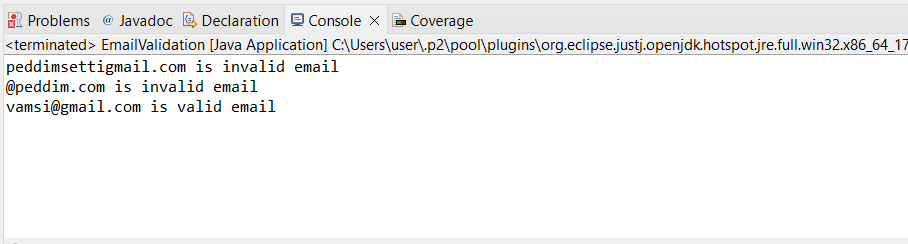 Problems @ Javadoc Declaration Console Coverage
<terminated> EmailValidation [Java Application] C:\Users\user\.p2\pool\plugins\org.eclipse.justj.openjdk.hotspot.jre.full.win32.x86_64_17
peddimsettigmail.com is invalid email
@peddim.com is invalid email
vamsi@gmail.com is valid email